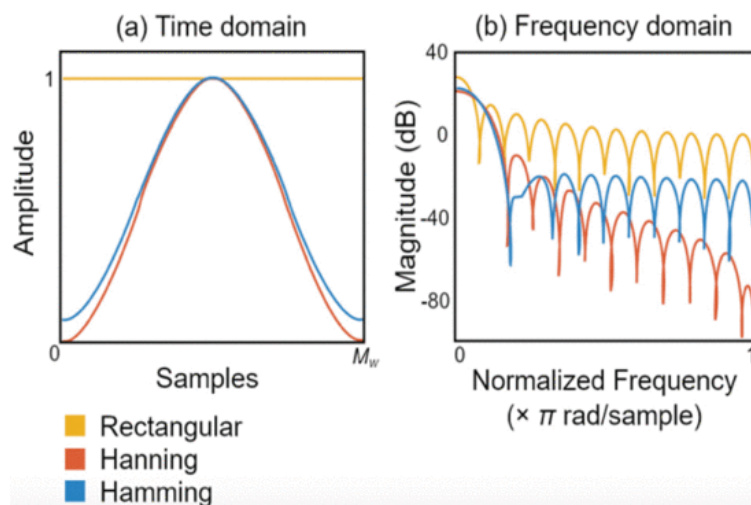 (a) Time domain
1
Amplitude
0
M_w
Samples
(b) Frequency domain
40
0
-40
-80
Magnitude (dB)
0
1
Normalized Frequency
(× π rad/sample)
Rectangular
Hanning
Hamming